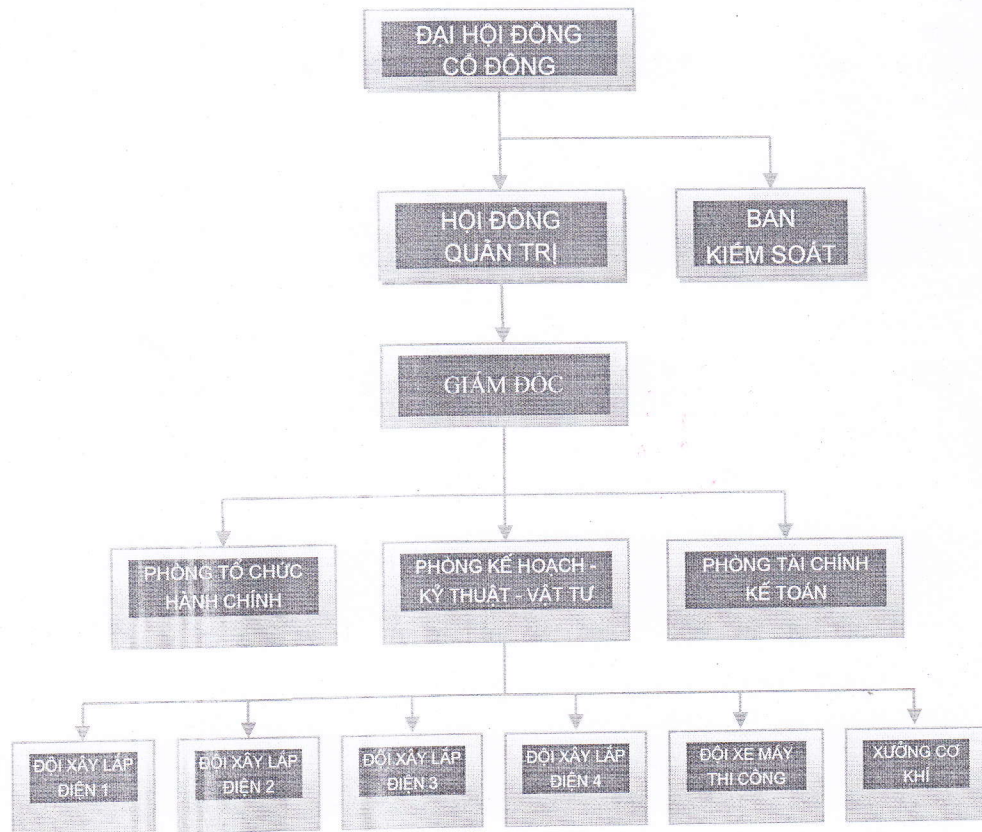 ĐẠI HỘI ĐỒNG
CỔ ĐÔNG
HỘI ĐỒNG
QUẢN TRỊ
BAN
KIỂM SOÁT
GIÁM ĐỐC
PHÒNG TỔ CHỨC
HÀNH CHÍNH
PHÒNG KẾ HOẠCH -
KỸ THUẬT - VẬT TƯ
PHÒNG TÀI CHÍNH
KẾ TOÁN
ĐỘI XÂY LẮP
ĐIỆN 1
ĐỘI XÂY LẮP
ĐIỆN 2
ĐỘI XÂY LẮP
ĐIỆN 3
ĐỘI XÂY LẮP
ĐIỆN 4
ĐỘI XE MÁY
THI CÔNG
XƯỞNG CƠ
KHÍ